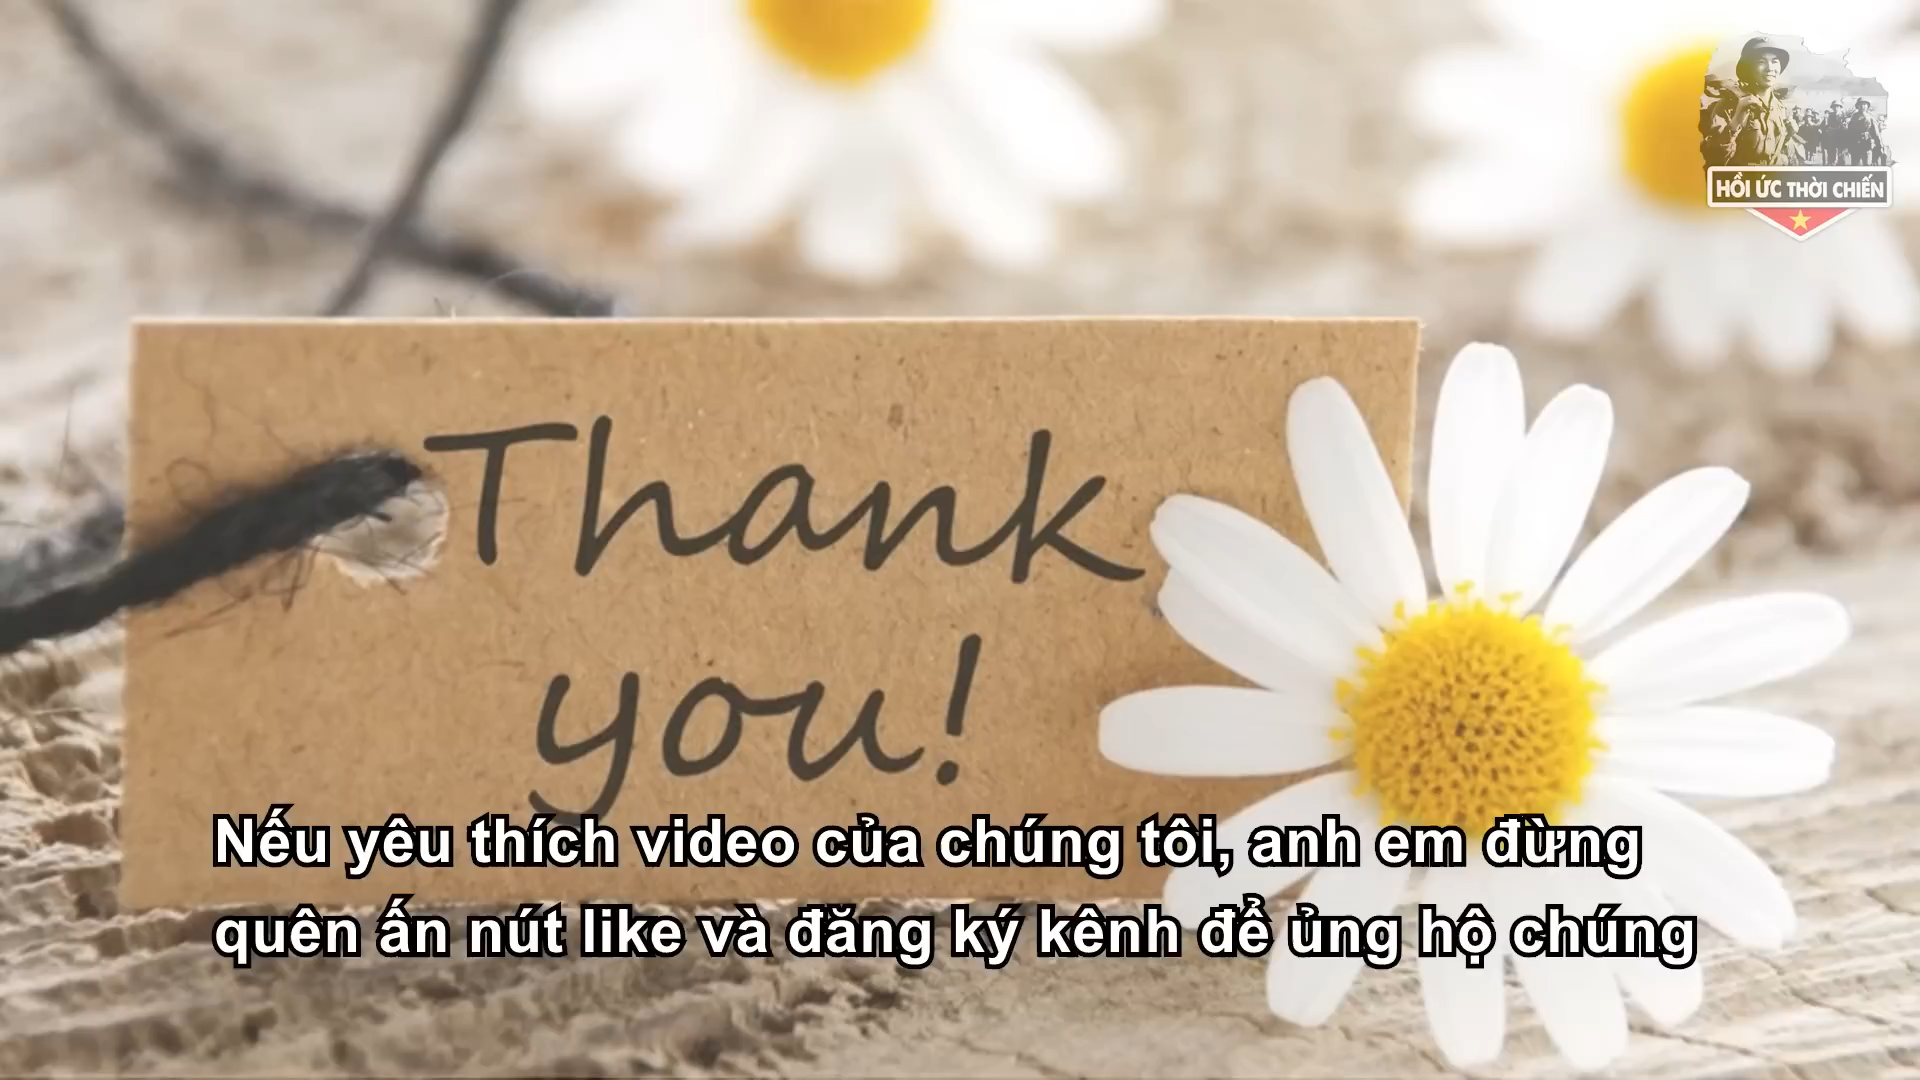 HỒI ỨC THỜI CHIẾN
Thank
you!
Nếu yêu thích video của chúng tôi, anh em đừng
quên ấn nút like và đăng ký kênh để ủng hộ chúng